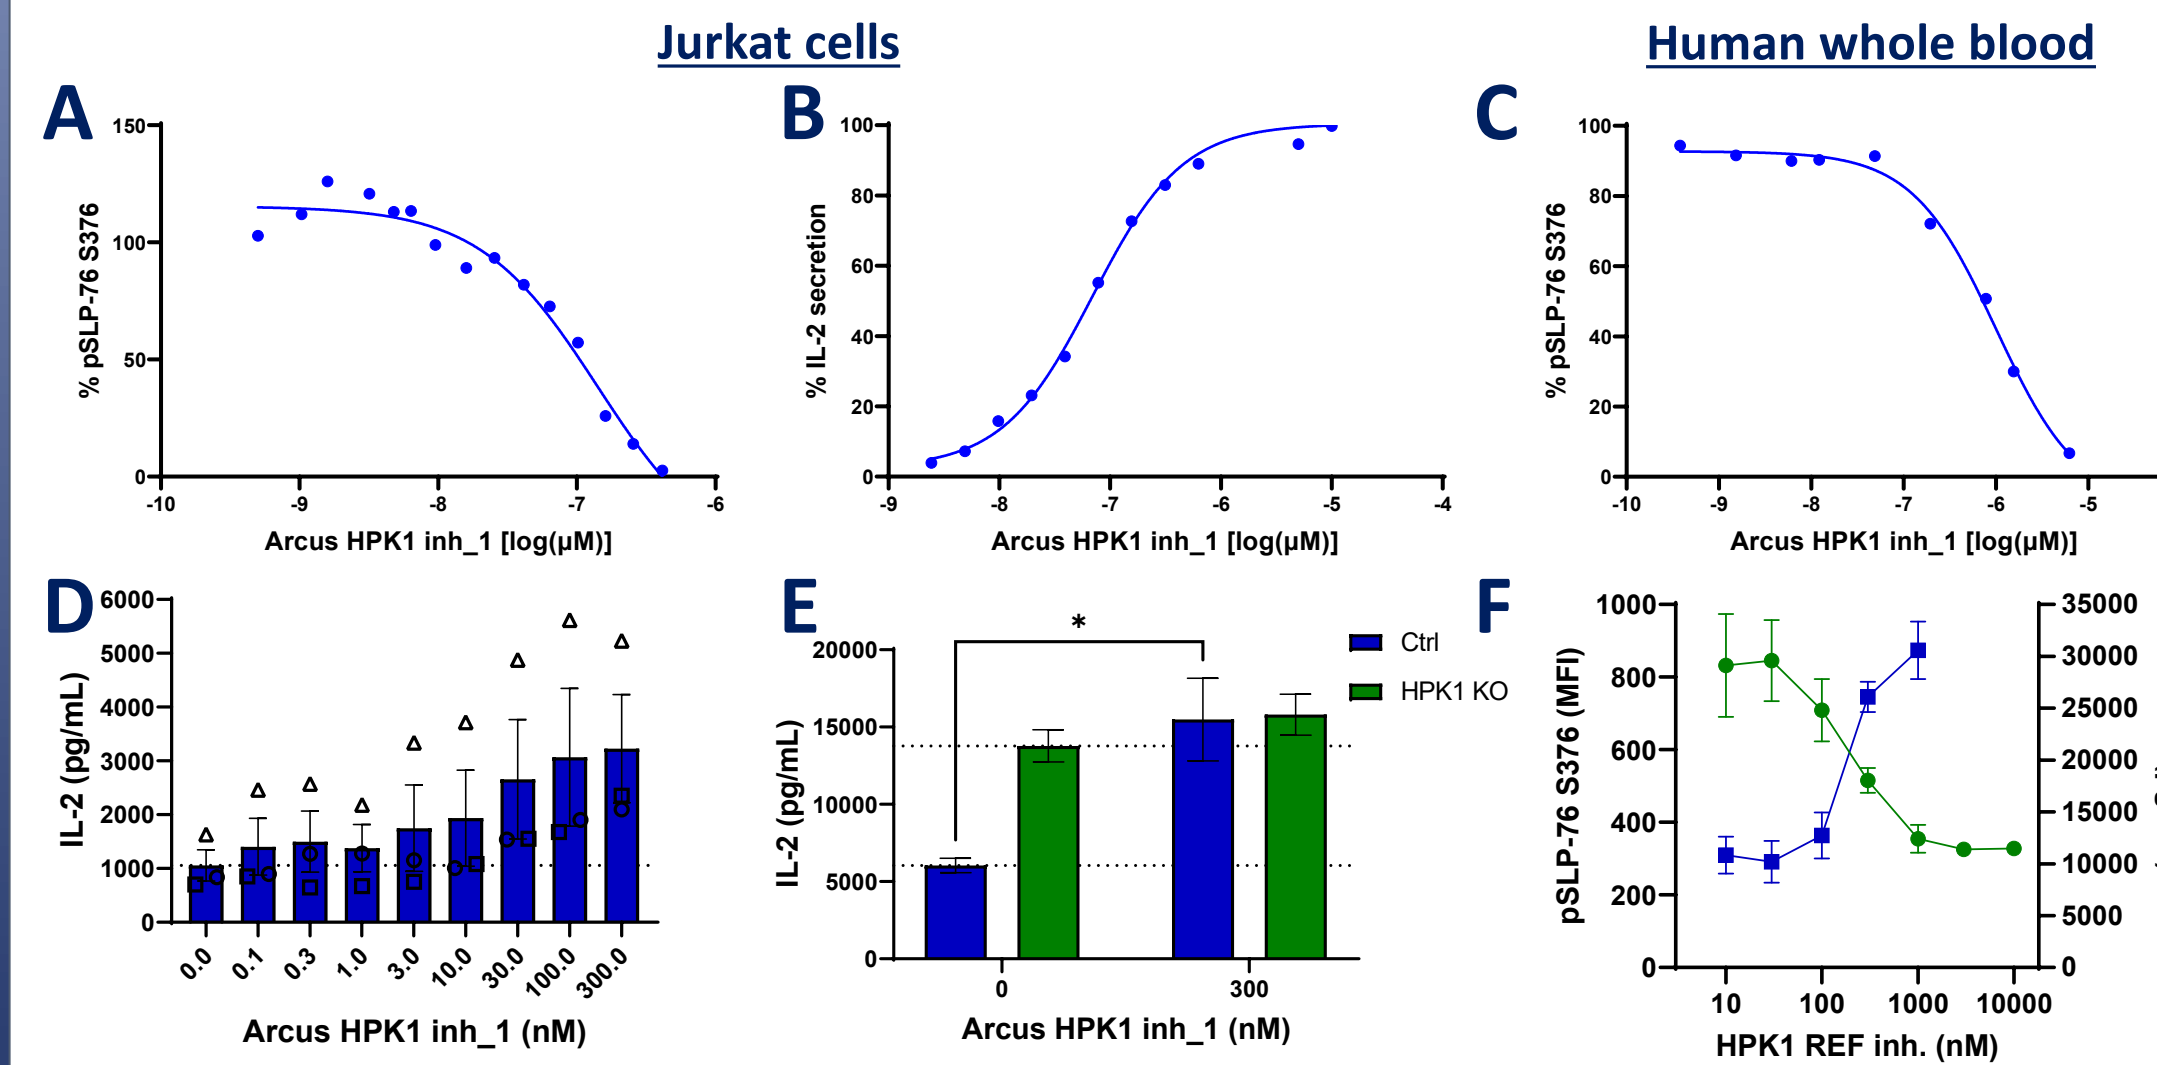 Jurkat cells
Human whole blood
A
% pSLP-76 S376
150
100
50
0
-10 -9 -8 -7 -6
Arcus HPK1 inh_1 [log(µM)]
B
% IL-2 secretion
100
80
60
40
20
0
-9 -8 -7 -6 -5 -4
Arcus HPK1 inh_1 [log(µM)]
C
% pSLP-76 S376
100
80
60
40
20
0
-10 -9 -8 -7 -6 -5
Arcus HPK1 inh_1 [log(µM)]
D
IL-2 (pg/mL)
6000
5000
4000
3000
2000
1000
0
0.0 0.1 0.3 1.0 3.0 10.0 30.0 100.0 300.0
Arcus HPK1 inh_1 (nM)
E
IL-2 (pg/mL)
20000
15000
10000
5000
0
*
Ctrl
HPK1 KO
0 300
Arcus HPK1 inh_1 (nM)
F
pSLP-76 S376 (MFI)
1000
800
600
400
200
0
35000
30000
25000
20000
15000
10000
5000
0
10 100 1000 10000
HPK1 REF inh. (nM)